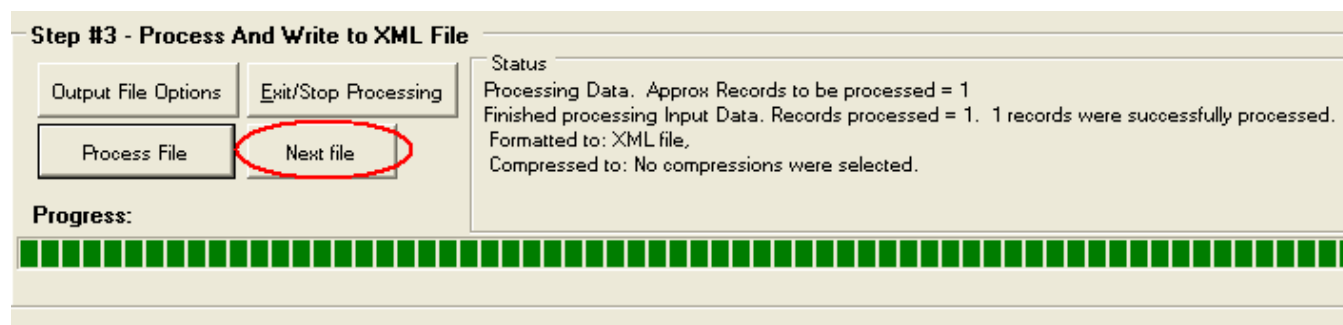 Step #3 - Process And Write to XML File
Output File Options
Exit/Stop Processing
Process File
Next file
Status
Processing Data. Approx Records to be processed = 1
Finished processing Input Data. Records processed = 1. 1 records were successfully processed.
Formatted to: XML file,
Compressed to: No compressions were selected.
Progress: